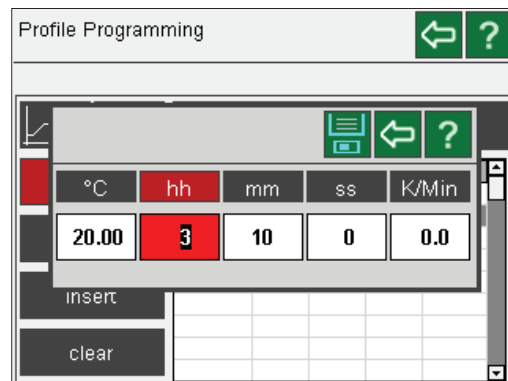 Profile Programming
?
?
°C hh mm ss K/Min
20.00 3 10 0 0.0
insert
clear